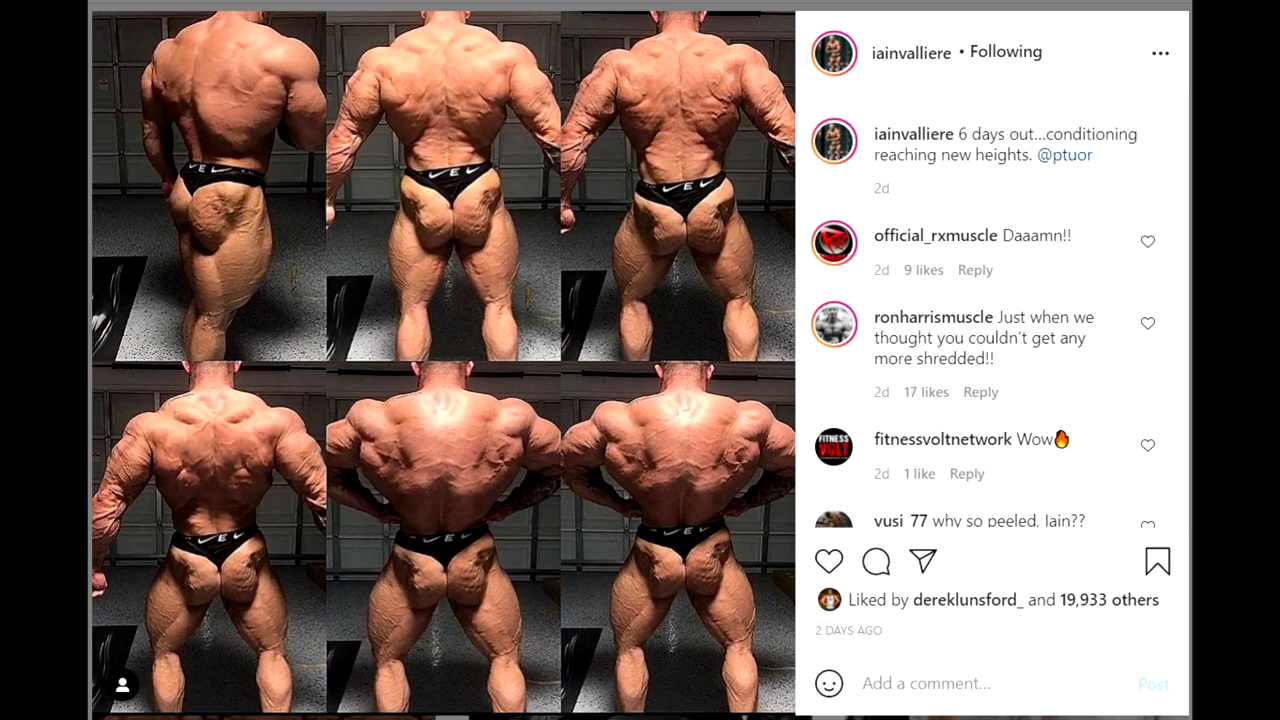 iainvalliere • Following
iainvalliere 6 days out...conditioning
reaching new heights. @ptuor
2d
official_rxmuscle Daaamn!!
2d 9 likes Reply
ronharrismuscle Just when we
thought you couldn't get any
more shredded!!
2d 17 likes Reply
FITNESS
VOLT
fitnessvoltnetwork Wow🔥
2d 1 like Reply
vusi_77 why so peeled, Iain??
Liked by dereklunsford_ and 19,933 others
2 DAYS AGO
Add a comment... Post